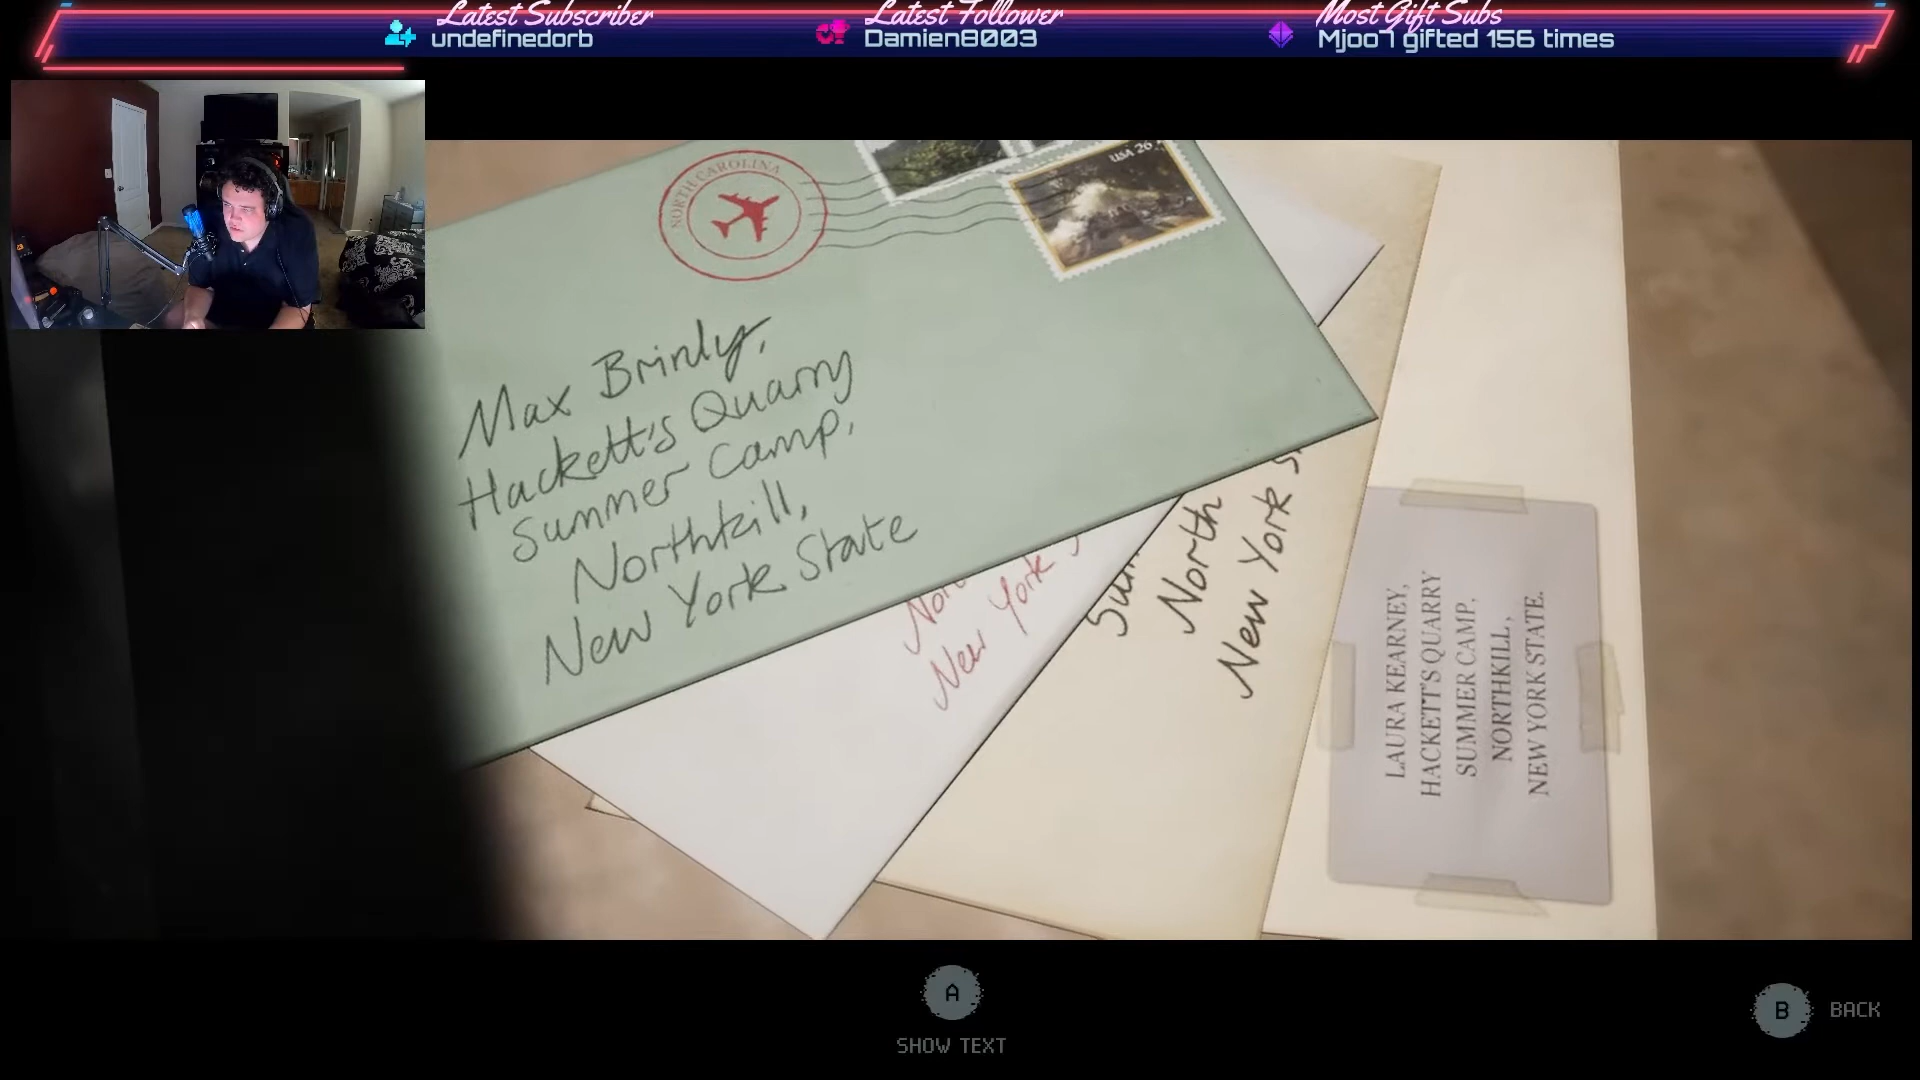 Latest Subscriber
undefinedorb
Latest Follower
Damien8003
Most Gift Subs
Mjoo7 gifted 156 times
NORTH CAROLINA
USA 26
Max Brinly,
Hackett's Quarry
Summer Camp,
Northkill,
New York State
New York
North
New York
LAURA KEARNEY,
HACKETT'S QUARRY
SUMMER CAMP,
NORTHKILL,
NEW YORK STATE.
A
SHOW TEXT
B BACK